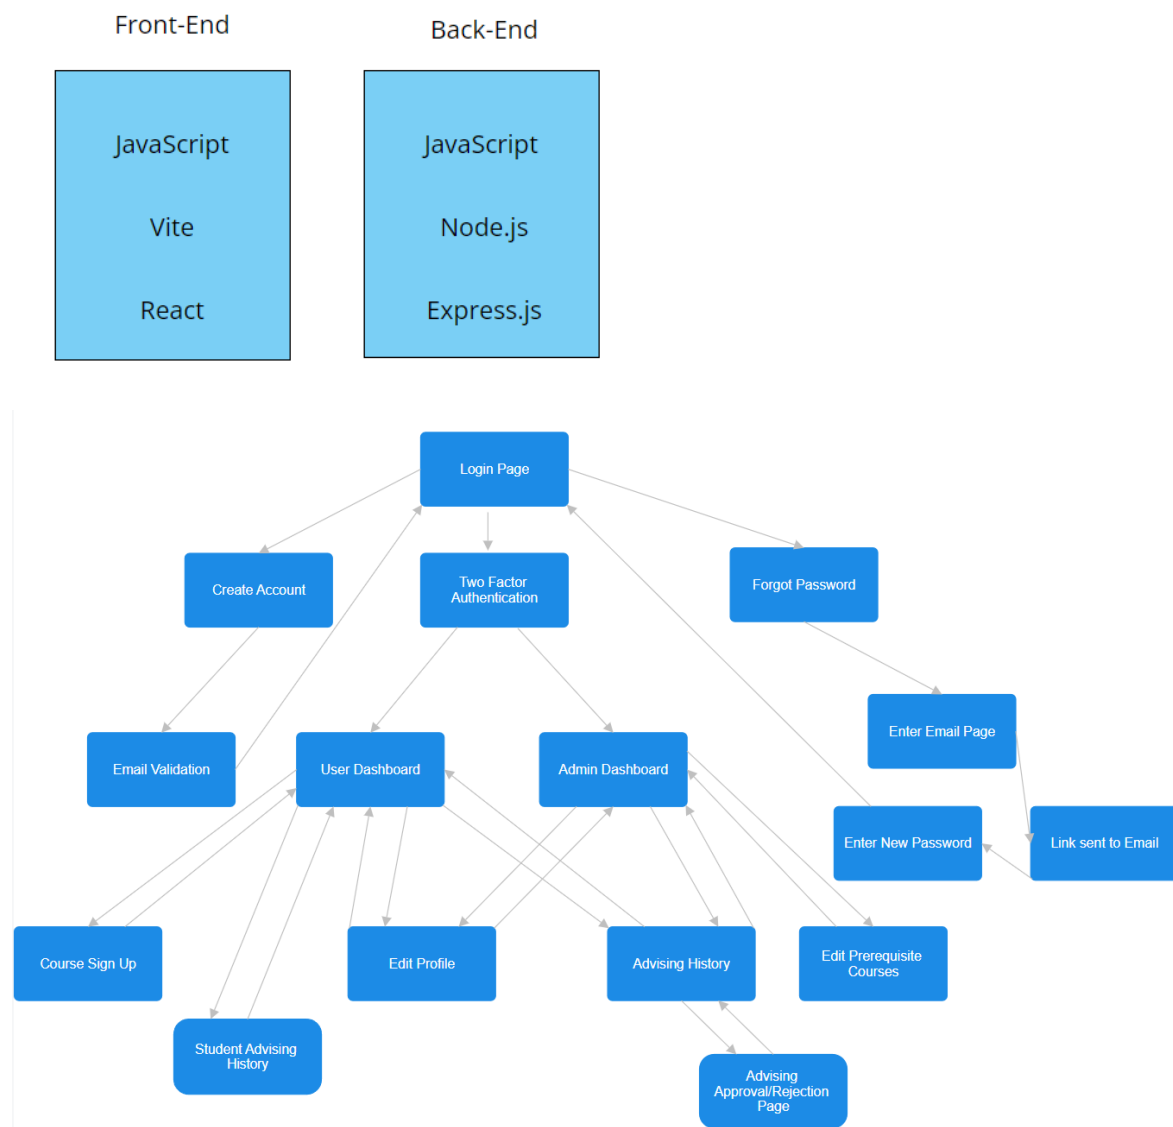 Front-End
Back-End
JavaScript
Vite
React
JavaScript
Node.js
Express.js
Login Page
Create Account
Two Factor
Authentication
Forgot Password
Enter Email Page
Email Validation
User Dashboard
Admin Dashboard
Enter New Password
Link sent to Email
Course Sign Up
Edit Profile
Advising History
Edit Prerequisite
Courses
Student Advising
History
Advising
Approval/Rejection
Page